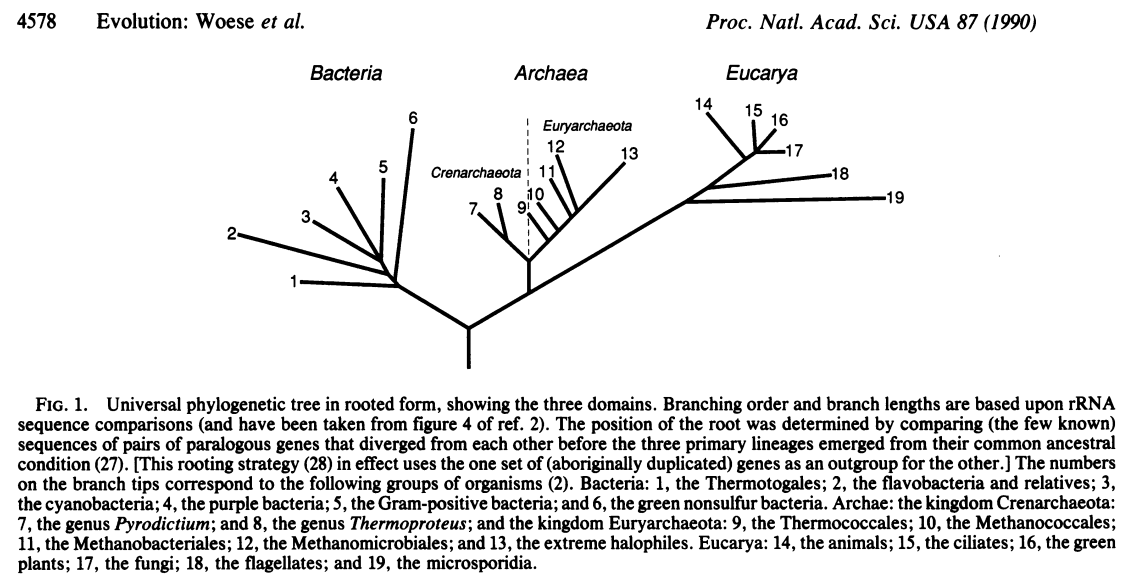 4578 Evolution: Woese et al.
Proc. Natl. Acad. Sci. USA 87 (1990)
Bacteria
Archaea
Eucarya
6
14
15
16
Euryarchaeota
12
13
17
Crenarchaeota
5
4
11
18
8
10
19
7
9
3
2
1
FIG. 1. Universal phylogenetic tree in rooted form, showing the three domains. Branching order and branch lengths are based upon rRNA
sequence comparisons (and have been taken from figure 4 of ref. 2). The position of the root was determined by comparing (the few known)
sequences of pairs of paralogous genes that diverged from each other before the three primary lineages emerged from their common ancestral
condition (27). [This rooting strategy (28) in effect uses the one set of (aboriginally duplicated) genes as an outgroup for the other.] The numbers
on the branch tips correspond to the following groups of organisms (2). Bacteria: 1, the Thermotogales; 2, the flavobacteria and relatives; 3,
the cyanobacteria; 4, the purple bacteria; 5, the Gram-positive bacteria; and 6, the green nonsulfur bacteria. Archae: the kingdom Crenarchaeota:
7, the genus Pyrodictium; and 8, the genus Thermoproteus; and the kingdom Euryarchaeota: 9, the Thermococcales; 10, the Methanococcales;
11, the Methanobacteriales; 12, the Methanomicrobiales; and 13, the extreme halophiles. Eucarya: 14, the animals; 15, the ciliates; 16, the green
plants; 17, the fungi; 18, the flagellates; and 19, the microsporidia.